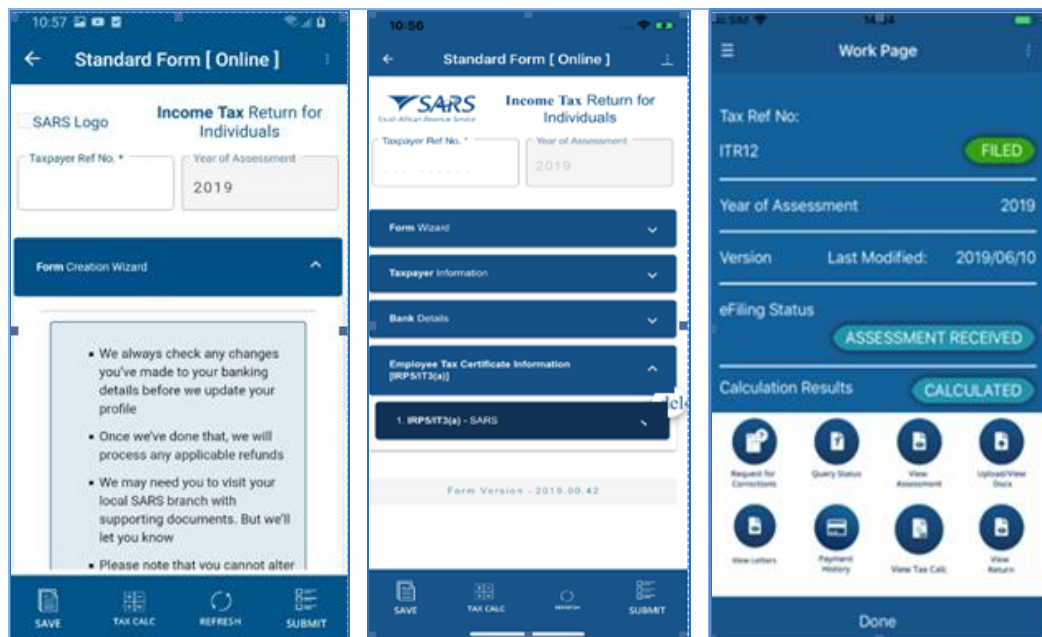 10:57
Standard Form [ Online ]
SARS Logo
Income Tax Return for
Individuals
Taxpayer Ref No. *
Year of Assessment
2019
Form Creation Wizard
▪ We always check any changes
you've made to your banking
details before we update your
profile
▪ Once we've done that, we will
process any applicable refunds
▪ We may need you to visit your
local SARS branch with
supporting documents. But we'll
let you know
▪ Please note that you cannot alter
SAVE
TAX CALC
REFRESH
SUBMIT
10:56
Standard Form [ Online ]
SARS
South African Revenue Service
Income Tax Return for
Individuals
Taxpayer Ref No. *
Year of Assessment
2019
Form Wizard
Taxpayer Information
Bank Details
Employee Tax Certificate Information
[IRP5/IT3(a)]
1. IRP5/IT3(a) - SARS
Form Version - 2019.00.42
SAVE
TAX CALC
REFRESH
SUBMIT
SIM
Work Page
Tax Ref No:
ITR12
FILED
Year of Assessment 2019
Version Last Modified: 2019/06/10
eFiling Status
ASSESSMENT RECEIVED
Calculation Results CALCULATED
Request for
Corrections
Query Status
View
Assessment
Upload/View
Docs
View Letters
Payment
History
View Tax Calc
View
Return
Done